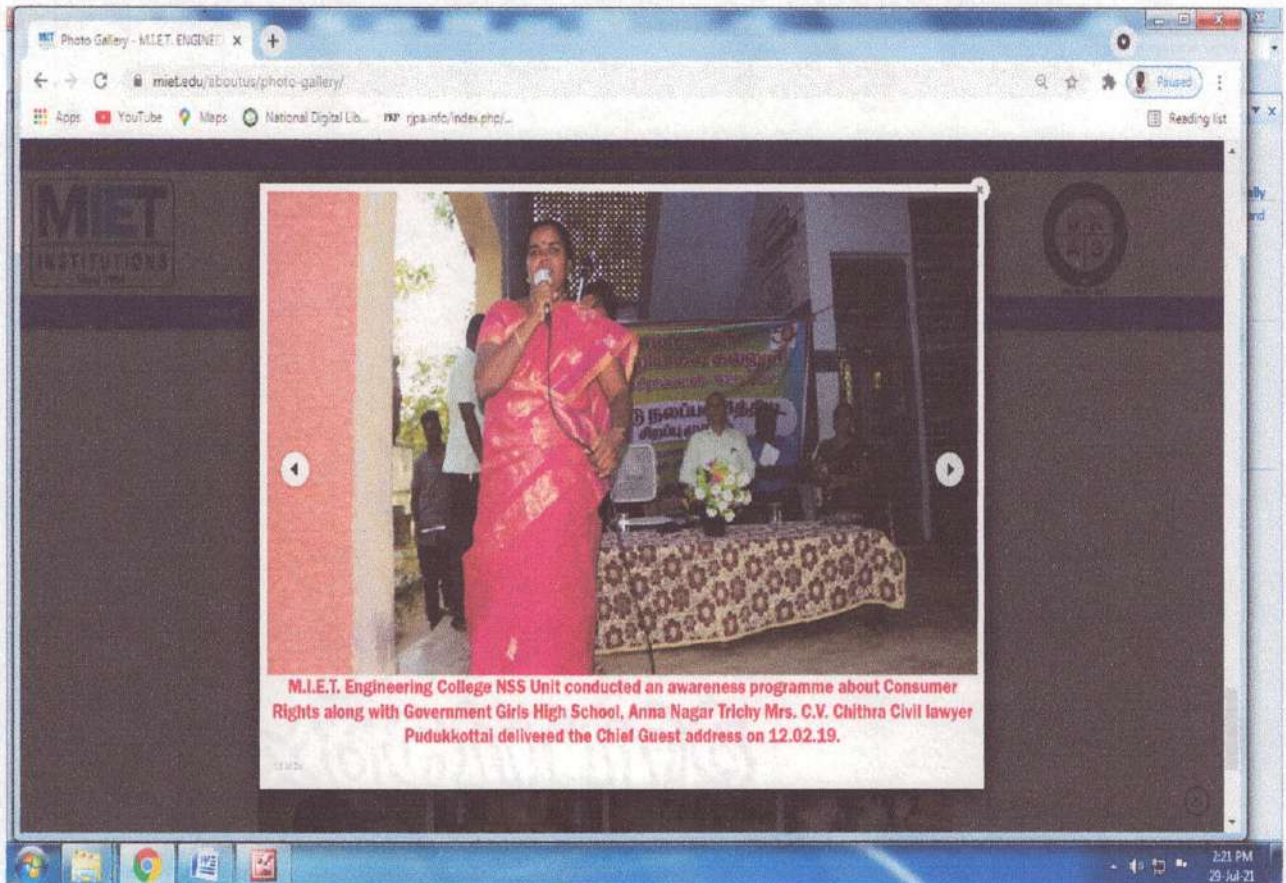 Photo Gallery - M.I.E.T. ENGINEE
miet.edu/aboutus/photo-gallery/
Paused
Apps YouTube Maps National Digital Lib... rjpa.info/index.php/...
Reading list
MIET
INSTITUTIONS
M.I.E.T. Engineering College NSS Unit conducted an awareness programme about Consumer
Rights along with Government Girls High School, Anna Nagar Trichy Mrs. C.V. Chithra Civil lawyer
Pudukkottai delivered the Chief Guest address on 12.02.19.
2:21 PM
29-Jul-21